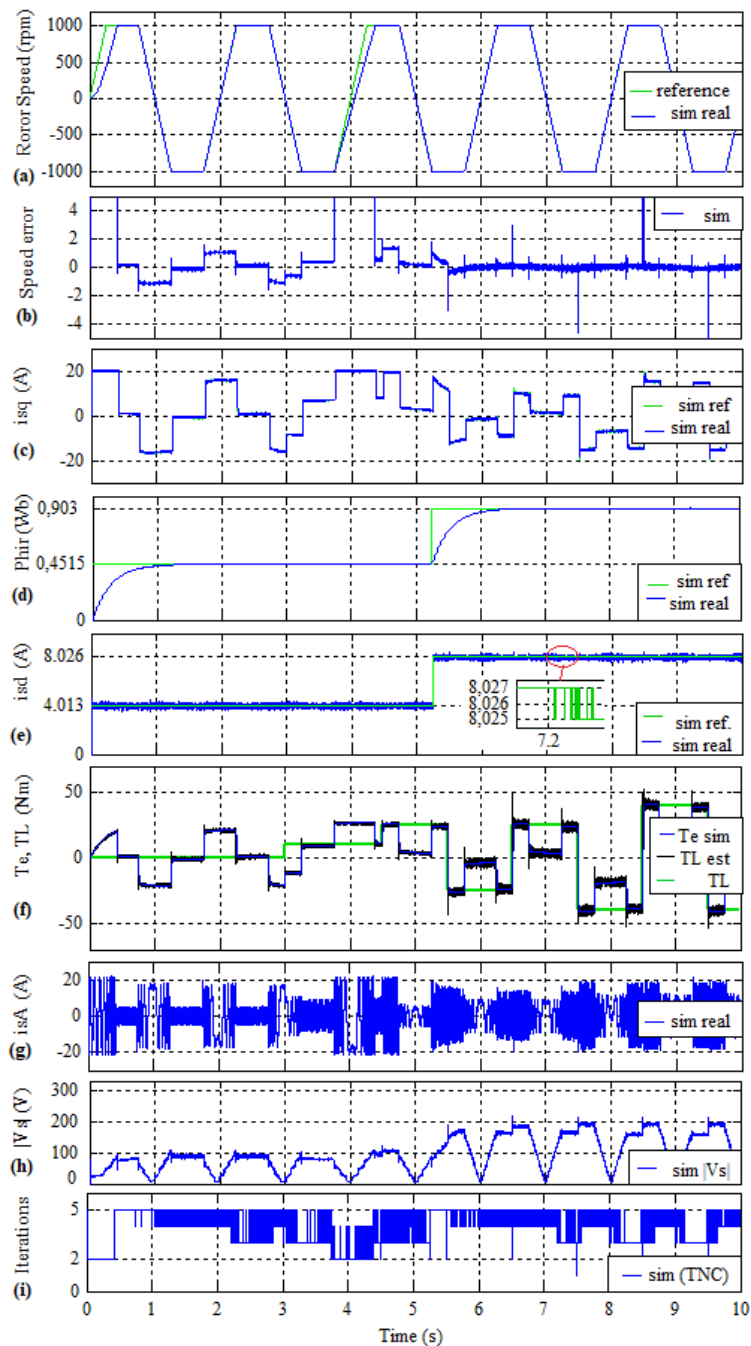 Roror Speed (rpm)
1000
500
0
-500
-1000
reference
sim real
(a)
Speed error
4
2
0
-2
-4
sim
(b)
isq (A)
20
0
-20
sim ref
sim real
(c)
Phir (Wb)
0,903
0,4515
0
sim ref
sim real
(d)
isd (A)
8.026
4.013
0
8,027
8,026
8,025
7,2
sim ref.
sim real
(e)
Te, TL (Nm)
50
0
-50
Te sim
TL est
TL
(f)
isA (A)
20
0
-20
sim real
(g)
|Vs| (V)
300
200
100
0
sim |Vs|
(h)
Iterations
5
2
0
sim (TNC)
(i)
0 1 2 3 4 5 6 7 8 9 10
Time (s)